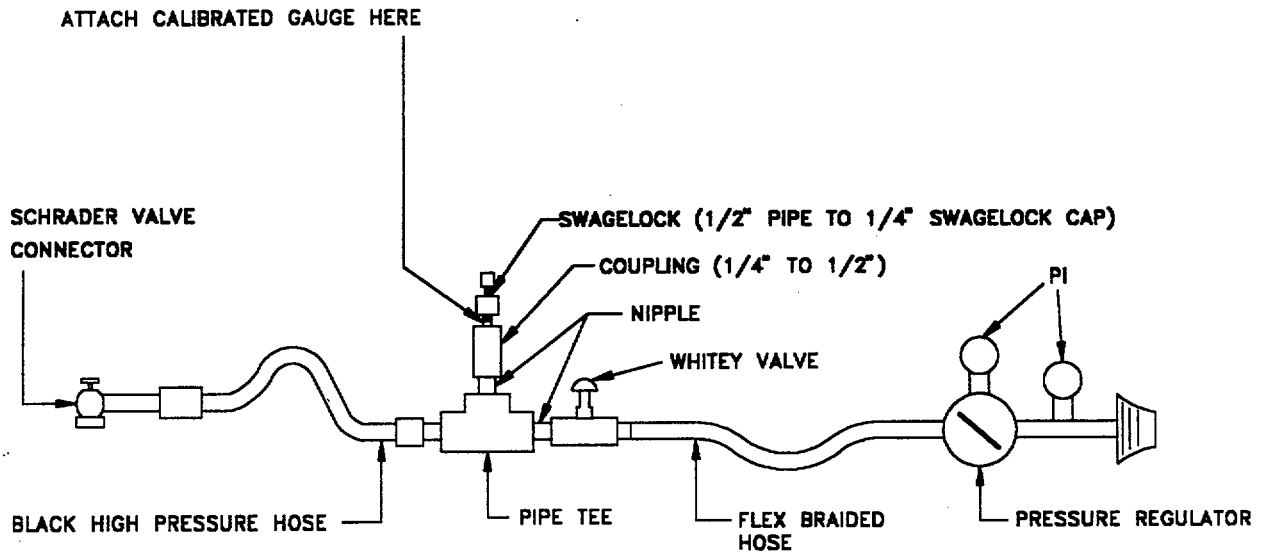 ATTACH CALIBRATED GAUGE HERE
SCHRADER VALVE
CONNECTOR
SWAGELOCK (1/2" PIPE TO 1/4" SWAGELOCK CAP)
COUPLING (1/4" TO 1/2")
PI
NIPPLE
WHITEY VALVE
BLACK HIGH PRESSURE HOSE
PIPE TEE
FLEX BRAIDED
HOSE
PRESSURE REGULATOR